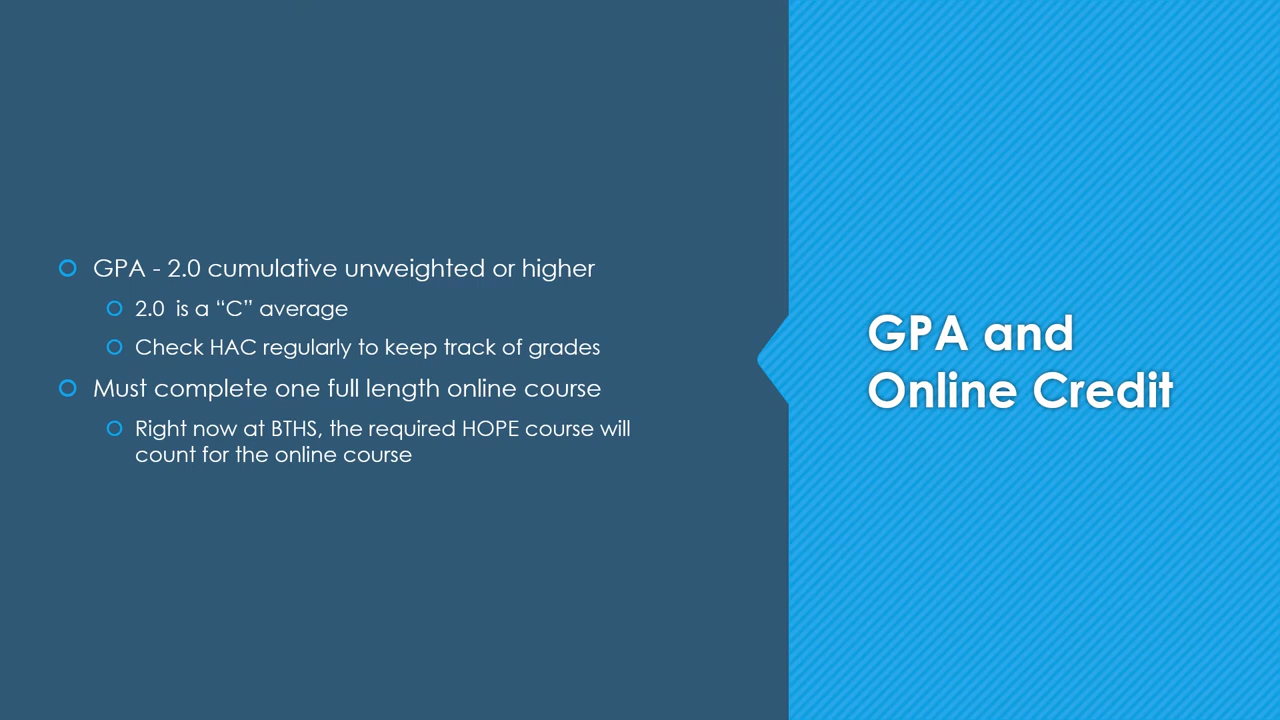 GPA - 2.0 cumulative unweighted or higher
2.0  is a “C” average
Check HAC regularly to keep track of grades
Must complete one full length online course
Right now at BTHS, the required HOPE course will
count for the online course
GPA and
Online Credit